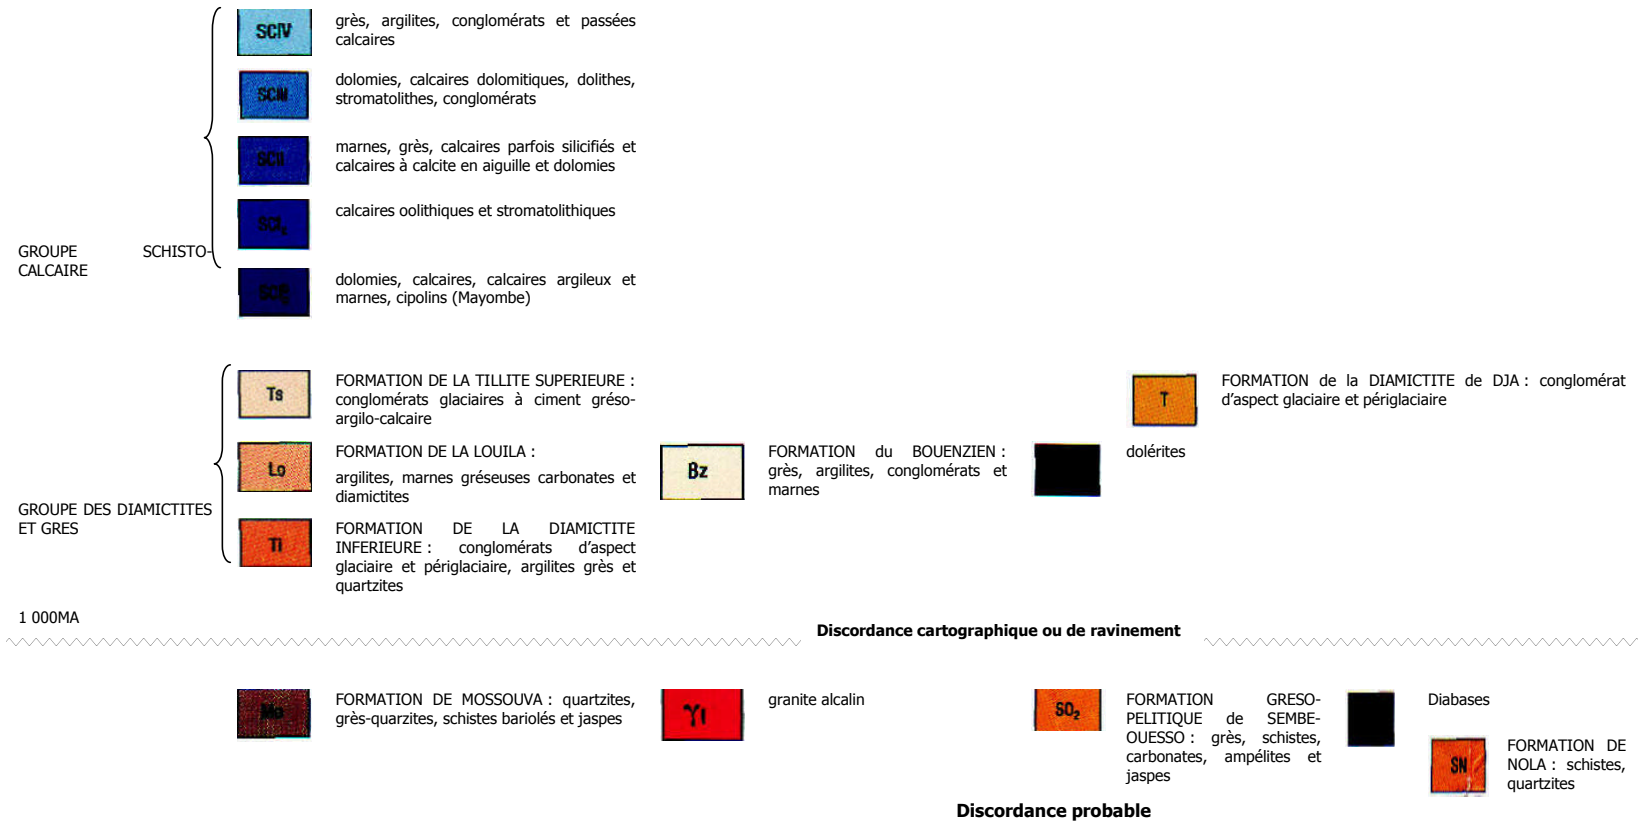 SCIV
grès, argilites, conglomérats et passées
calcaires
SCIII
dolomies, calcaires dolomitiques, dolithes,
stromatolithes, conglomérats
SCII
marnes, grès, calcaires parfois silicifiés et
calcaires à calcite en aiguille et dolomies
SCIc
calcaires oolithiques et stromatolithiques
GROUPE SCHISTO-
CALCAIRE
dolomies, calcaires, calcaires argileux et
marnes, cipolins (Mayombe)
Ts
FORMATION DE LA TILLITE SUPERIEURE :
conglomérats glaciaires à ciment gréso-
argilo-calcaire
T
FORMATION de la DIAMICTITE de DJA : conglomérat
d’aspect glaciaire et périglaciaire
Lo
FORMATION DE LA LOUILA :
argilites, marnes gréseuses carbonates et
diamictites
Bz
FORMATION du BOUENZIEN :
grès, argilites, conglomérats et
marnes
dolérites
GROUPE DES DIAMICTITES
ET GRES
TI
FORMATION DE LA DIAMICTITE
INFERIEURE : conglomérats d’aspect
glaciaire et périglaciaire, argilites grès et
quartzites
1 000MA
Discordance cartographique ou de ravinement
Mo
FORMATION DE MOSSOUVA : quartzites,
grès-quarzites, schistes bariolés et jaspes
γI
granite alcalin
SO₂
FORMATION GRESO-
PELITIQUE de SEMBE-
OUESSO : grès, schistes,
carbonates, ampélites et
jaspes
Diabases
SN
FORMATION DE
NOLA : schistes,
quartzites
Discordance probable